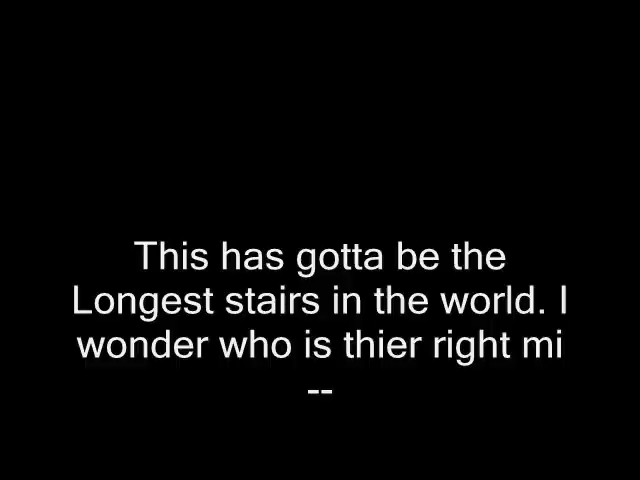 This has gotta be the
Longest stairs in the world. I
wonder who is thier right mi
--